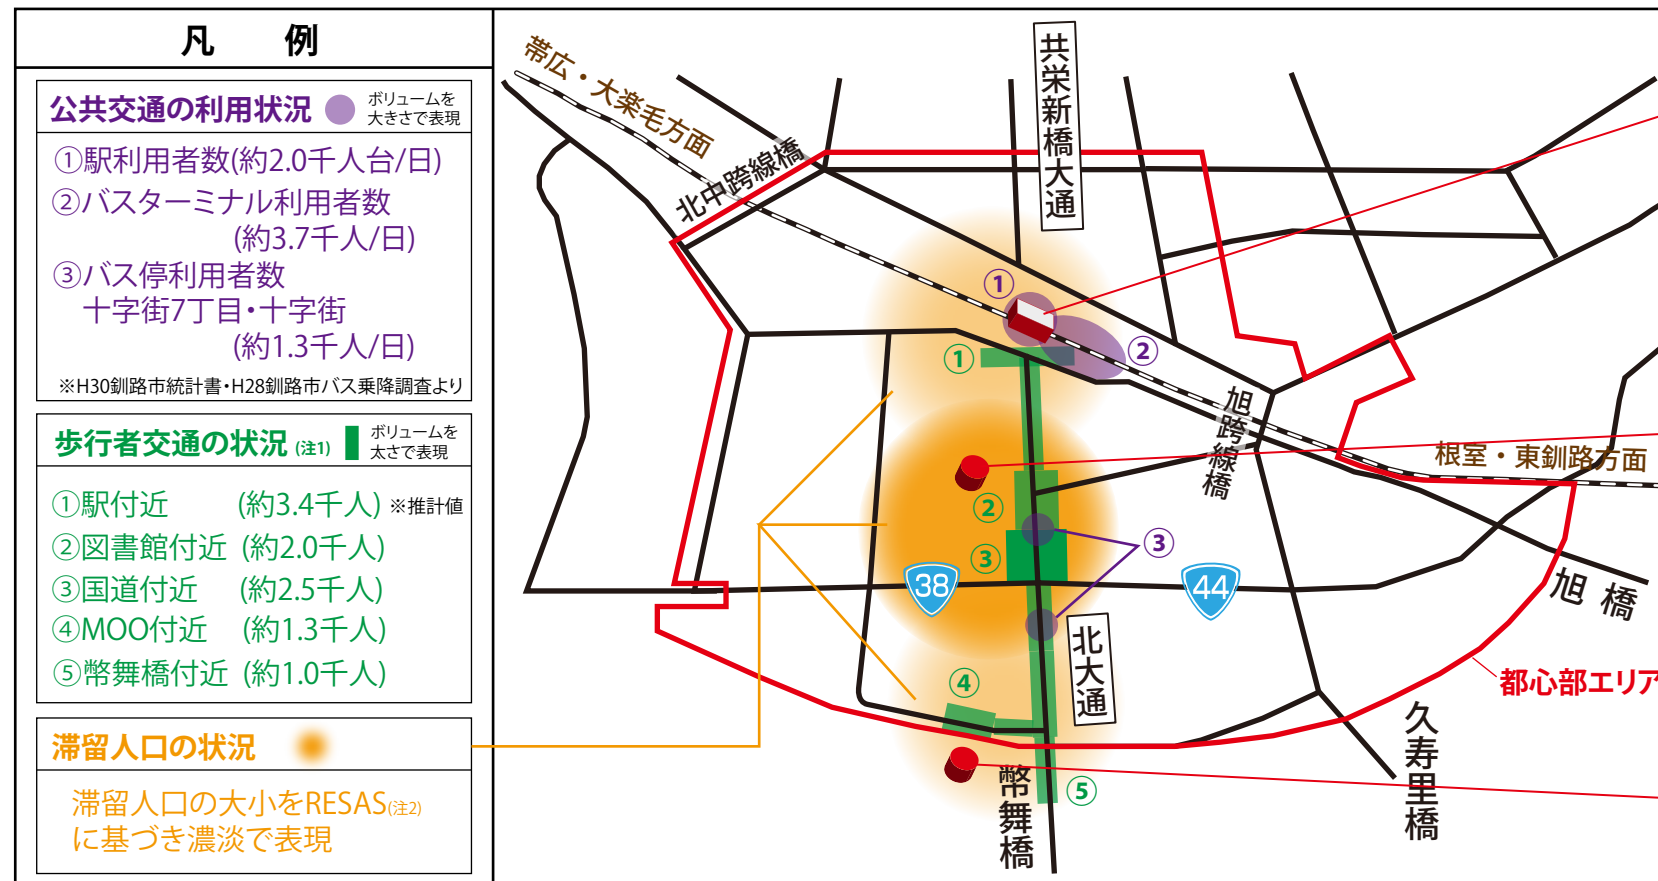 凡 例
公共交通の利用状況
ボリュームを
大きさで表現
①駅利用者数(約2.0千人台/日)
②バスターミナル利用者数
(約3.7千人/日)
③バス停利用者数
十字街7丁目・十字街
(約1.3千人/日)
※H30釧路市統計書・H28釧路市バス乗降調査より
歩行者交通の状況 (注1)
ボリュームを
太さで表現
①駅付近 (約3.4千人) ※推計値
②図書館付近 (約2.0千人)
③国道付近 (約2.5千人)
④MOO付近 (約1.3千人)
⑤幣舞橋付近 (約1.0千人)
滞留人口の状況
滞留人口の大小をRESAS(注2)
に基づき濃淡で表現
帯広・大楽毛方面
共栄新橋大通
北中跨線橋
①
②
①
旭跨線橋
根室・東釧路方面
②
③
③
38
44
旭橋
北大通
都心部エリア
④
久寿里橋
幣舞橋
⑤